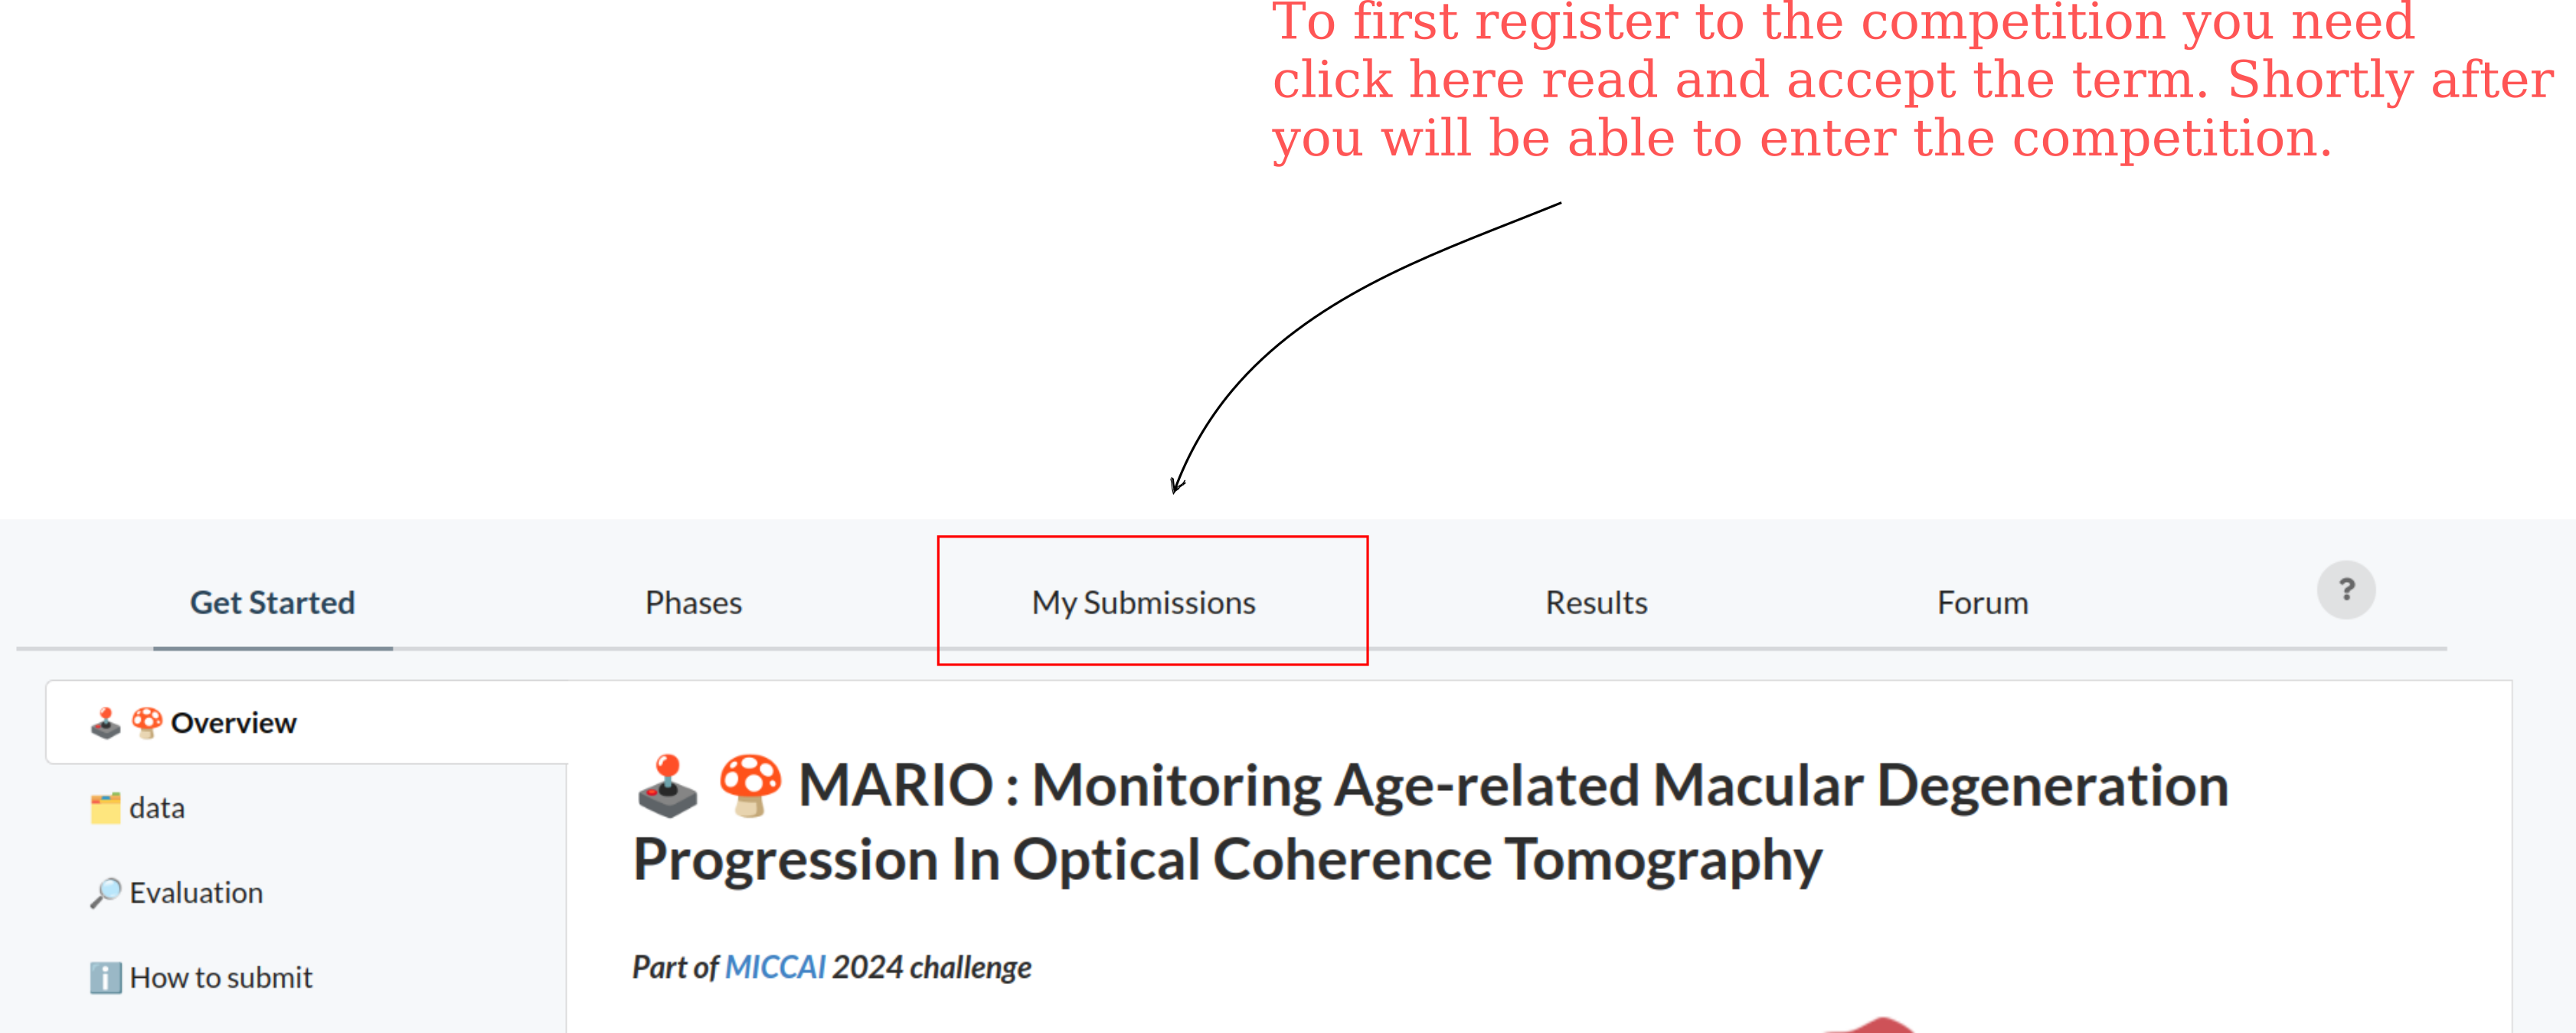 To first register to the competition you need
click here read and accept the term. Shortly after
you will be able to enter the competition.
Get Started
Phases
My Submissions
Results
Forum
?
Overview
data
Evaluation
How to submit
MARIO : Monitoring Age-related Macular Degeneration
Progression In Optical Coherence Tomography
Part of MICCAI 2024 challenge